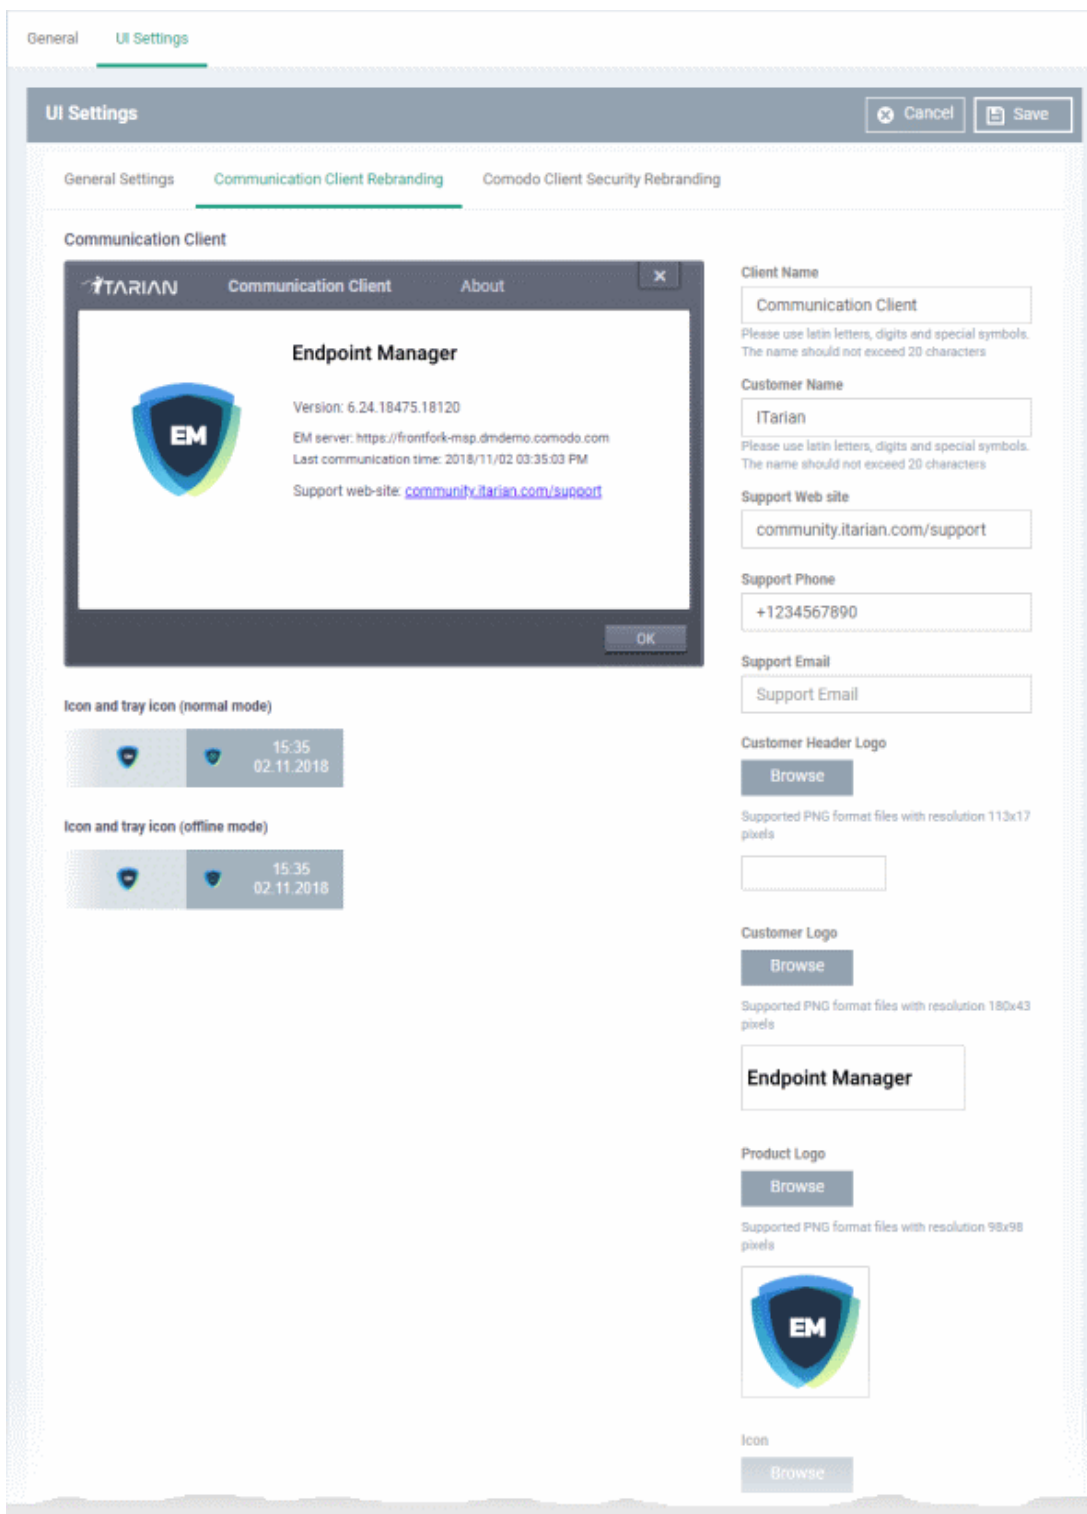 General UI Settings
UI Settings Cancel Save
General Settings Communication Client Rebranding Comodo Client Security Rebranding
Communication Client
ITARIAN Communication Client About
Endpoint Manager
EM
Version: 6.24.18475.18120
EM server: https://frontfork-msp.dmdemo.comodo.com
Last communication time: 2018/11/02 03:35:03 PM
Support web-site: community.itarian.com/support
OK
Icon and tray icon (normal mode)
15:35
02.11.2018
Icon and tray icon (offline mode)
15:35
02.11.2018
Client Name
Communication Client
Please use latin letters, digits and special symbols.
The name should not exceed 20 characters
Customer Name
ITarian
Please use latin letters, digits and special symbols.
The name should not exceed 20 characters
Support Web site
community.itarian.com/support
Support Phone
+1234567890
Support Email
Support Email
Customer Header Logo
Browse
Supported PNG format files with resolution 113x17
pixels
Customer Logo
Browse
Supported PNG format files with resolution 180x43
pixels
Endpoint Manager
Product Logo
Browse
Supported PNG format files with resolution 98x98
pixels
EM
Icon
Browse